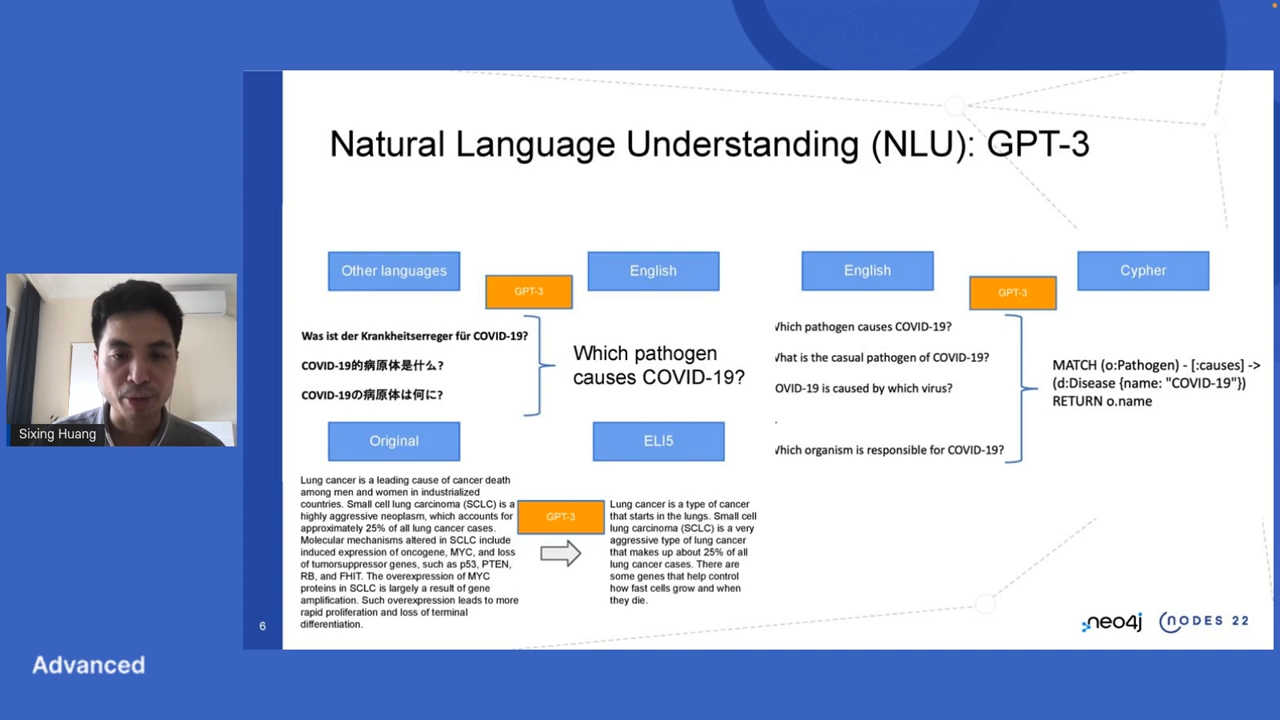 Natural Language Understanding (NLU): GPT-3
Other languages
GPT-3
English
Was ist der Krankheitserreger für COVID-19?
COVID-19的病原体是什么?
COVID-19の病原体は何に?
Which pathogen
causes COVID-19?
English
GPT-3
Cypher
Which pathogen causes COVID-19?
What is the casual pathogen of COVID-19?
OVID-19 is caused by which virus?
.
Which organism is responsible for COVID-19?
MATCH (o:Pathogen) - [:causes] ->
(d:Disease {name: "COVID-19"})
RETURN o.name
Original
ELI5
Lung cancer is a leading cause of cancer death
among men and women in industrialized
countries. Small cell lung carcinoma (SCLC) is a
highly aggressive neoplasm, which accounts for
approximately 25% of all lung cancer cases.
Molecular mechanisms altered in SCLC include
induced expression of oncogene, MYC, and loss
of tumorsuppressor genes, such as p53, PTEN,
RB, and FHIT. The overexpression of MYC
proteins in SCLC is largely a result of gene
amplification. Such overexpression leads to more
rapid proliferation and loss of terminal
differentiation.
GPT-3
Lung cancer is a type of cancer
that starts in the lungs. Small cell
lung carcinoma (SCLC) is a very
aggressive type of lung cancer
that makes up about 25% of all
lung cancer cases. There are
some genes that help control
how fast cells grow and when
they die.
Sixing Huang
6
neo4j
NODES 22
Advanced